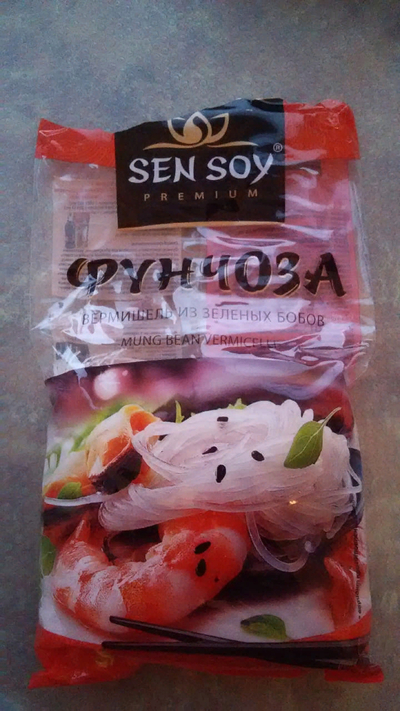 SEN SOY®
PREMIUM
ФУНЧОЗА
ВЕРМИШЕЛЬ ИЗ ЗЕЛЕНЫХ БОБОВ
MUNG BEAN VERMICELLI